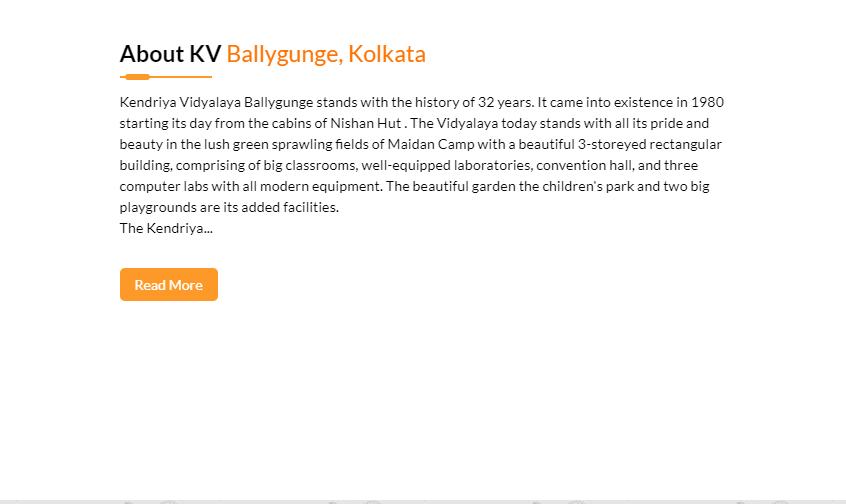 About KV Ballygunge, Kolkata
Kendriya Vidyalaya Ballygunge stands with the history of 32 years. It came into existence in 1980
starting its day from the cabins of Nishan Hut . The Vidyalaya today stands with all its pride and
beauty in the lush green sprawling fields of Maidan Camp with a beautiful 3-storeyed rectangular
building, comprising of big classrooms, well-equipped laboratories, convention hall, and three
computer labs with all modern equipment. The beautiful garden the children's park and two big
playgrounds are its added facilities.
The Kendriya...
Read More